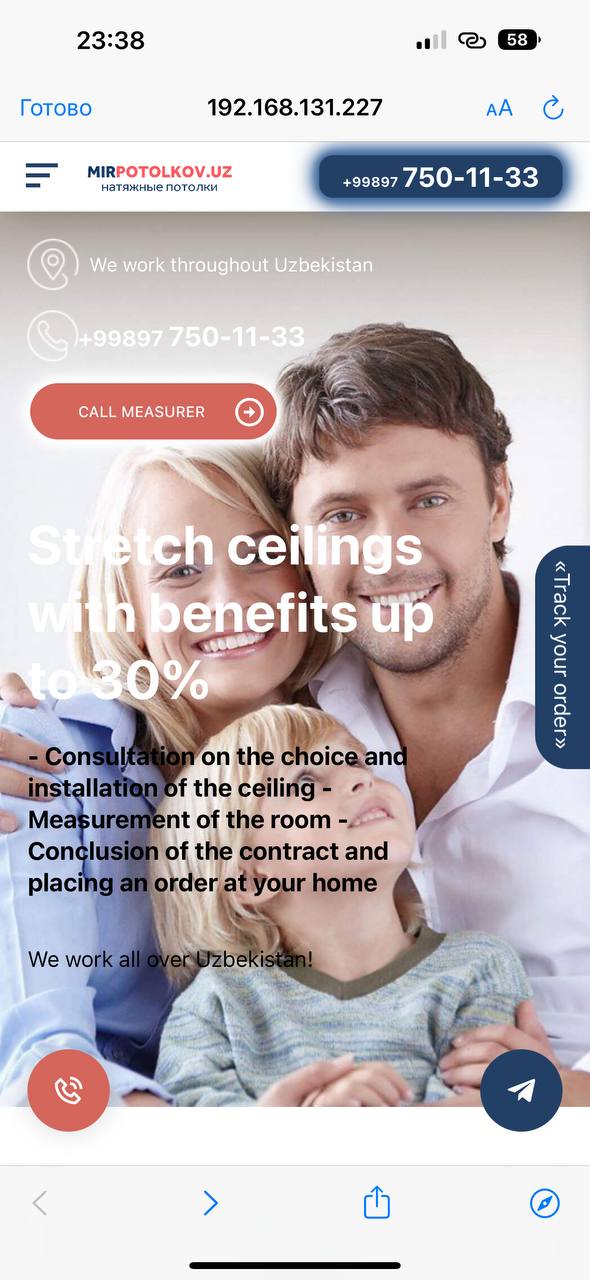 23:38
58
Готово
192.168.131.227
AA
MIRPOTOLKOV.UZ
натяжные потолки
+99897 750-11-33
We work throughout Uzbekistan
+99897 750-11-33
CALL MEASURER
Stretch ceilings
with benefits up
to 30%
«Track your order»
- Consultation on the choice and
installation of the ceiling -
Measurement of the room -
Conclusion of the contract and
placing an order at your home
We work all over Uzbekistan!